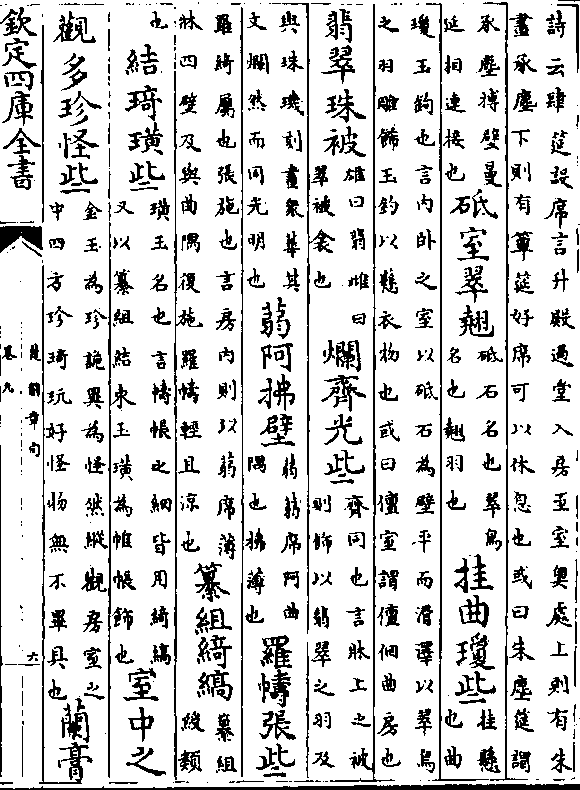 詩云肆筵設席言升殿過堂入房至室奧處上則有朱
畫承塵下則有簟筵好席可以休息也或曰朱塵筵謂
承塵搏壁曼
延相連接也
砥室翠翹
砥石名也翠鳥
名也翹羽也
挂曲瓊些
挂懸
也曲
瓊玉鉤也言内卧之室以砥石為壁平而滑澤以翠鳥
之羽雕飾玉鈎以懸衣物也或曰儃室謂儃佪曲房也
翡翠珠被
雄曰翡雌曰
翠被衾也
爛齊光些
齊同也言牀上之被
則飾以翡翠之羽及
與珠璣刻畫衆華其
文爛然而同光明也
蒻阿拂壁
蒻蒻席阿曲
隅也拂薄也
羅幬張些
羅綺屬也張施也言房内則以蒻席薄
牀四壁及與曲隅復施羅幬輕且涼也
纂組綺縞
纂組
綬類
也
結琦璜些
璜玉名也言幬帳之細皆用綺縞
又以纂組結束玉璜為帷帳飾也
室中之
觀多珍怪些
金玉為珍詭異為怪然縱觀房室之
中四方珍琦玩好怪物無不畢具也
蘭膏
欽定四庫全書
楚辭章句
卷九
六